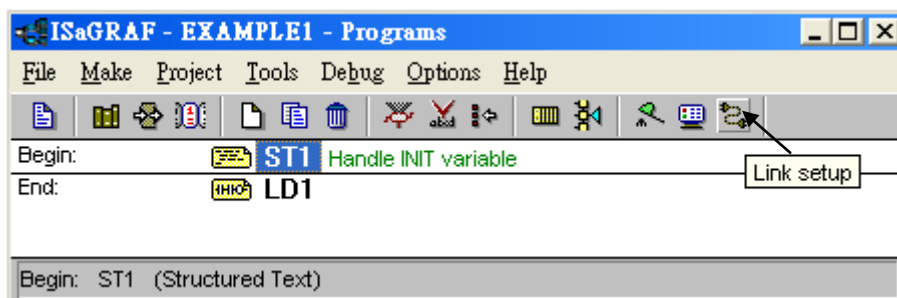 ISaGRAF - EXAMPLE1 - Programs
File Make Project Tools Debug Options Help
Begin: ST1 Handle INIT variable
Link setup
End: LD1
Begin: ST1 (Structured Text)